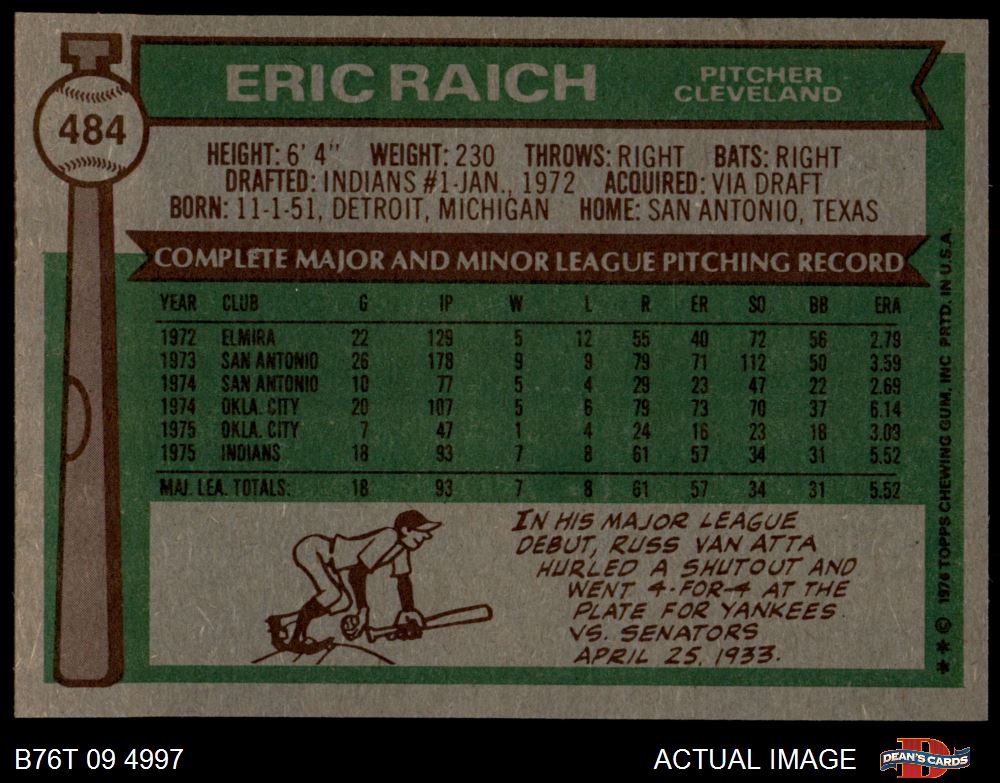 ERIC RAICH
PITCHER
CLEVELAND
484
HEIGHT: 6' 4" WEIGHT: 230 THROWS: RIGHT BATS: RIGHT
DRAFTED: INDIANS #1-JAN., 1972 ACQUIRED: VIA DRAFT
BORN: 11-1-51, DETROIT, MICHIGAN HOME: SAN ANTONIO, TEXAS
COMPLETE MAJOR AND MINOR LEAGUE PITCHING RECORD
YEAR CLUB G IP W L R ER SO BB ERA
1972 ELMIRA 22 129 5 12 55 40 72 56 2.79
1973 SAN ANTONIO 26 178 9 9 79 71 112 50 3.59
1974 SAN ANTONIO 10 77 5 4 29 23 47 22 2.69
1974 OKLA. CITY 20 107 5 6 79 73 70 37 6.14
1975 OKLA. CITY 7 47 1 4 24 16 23 18 3.09
1975 INDIANS 18 93 7 8 61 57 34 31 5.52
MAJ. LEA. TOTALS: 18 93 7 8 61 57 34 31 5.52
IN HIS MAJOR LEAGUE
DEBUT, RUSS VAN ATTA
HURLED A SHUTOUT AND
WENT 4-FOR-4 AT THE
PLATE FOR YANKEES
VS. SENATORS
APRIL 25, 1933.
** © 1976 TOPPS CHEWING GUM, INC PRTD. IN U.S.A.
B76T 09 4997
ACTUAL IMAGE
DEAN'S CARDS